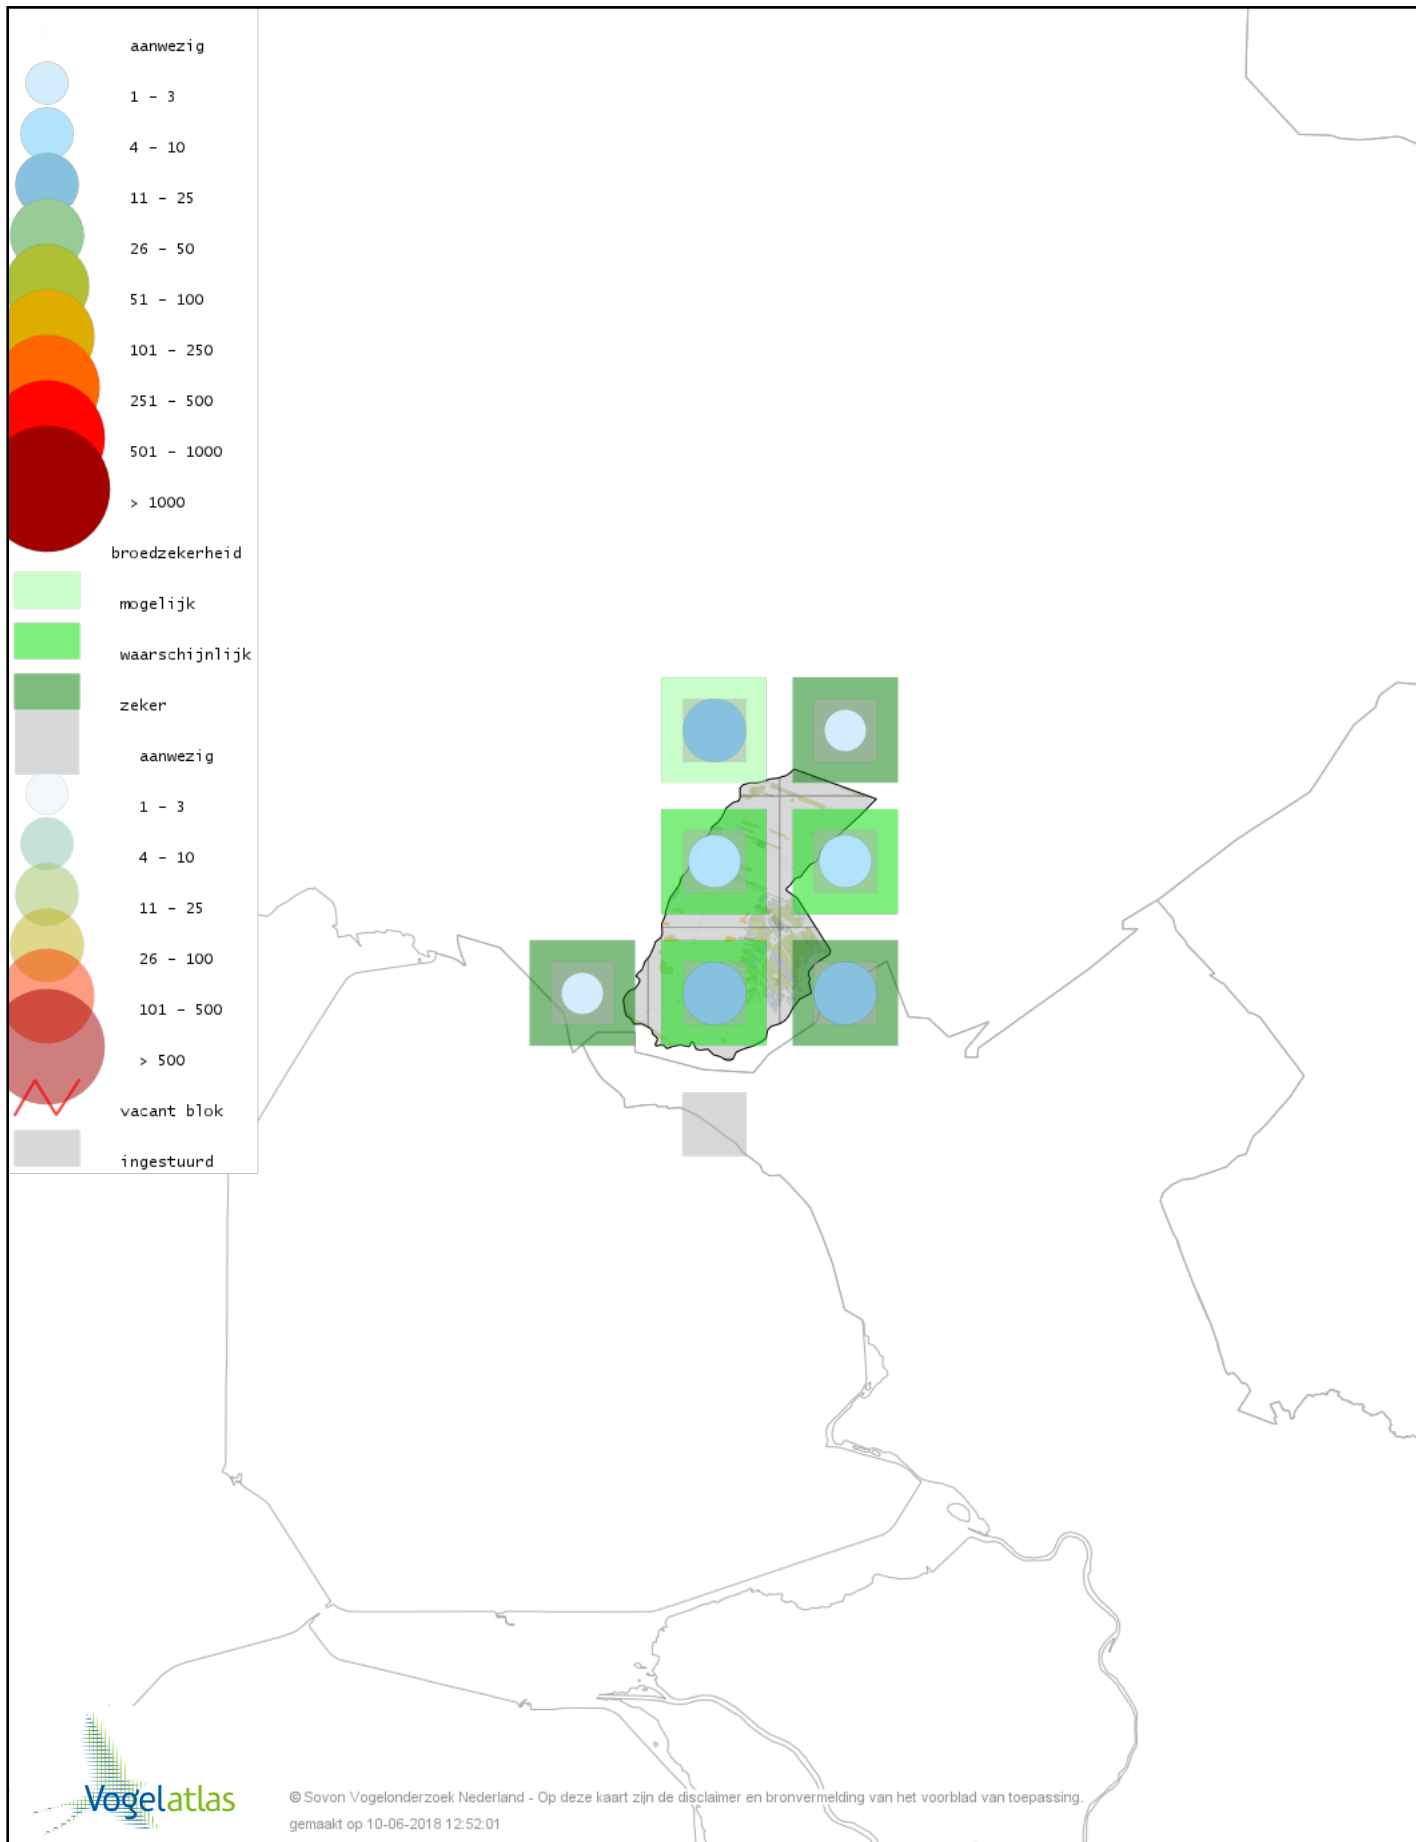 aanwezig
1 - 3
4 - 10
11 - 25
26 - 50
51 - 100
101 - 250
251 - 500
501 - 1000
> 1000
broedzekerheid
mogelijk
waarschijnlijk
zeker
aanwezig
1 - 3
4 - 10
11 - 25
26 - 100
101 - 500
> 500
vacant blok
ingestuurd
Vogelatlas
© Sovon Vogelonderzoek Nederland - Op deze kaart zijn de disclaimer en bronvermelding van het voorblad van toepassing.
gemaakt op 10-06-2018 12:52:01